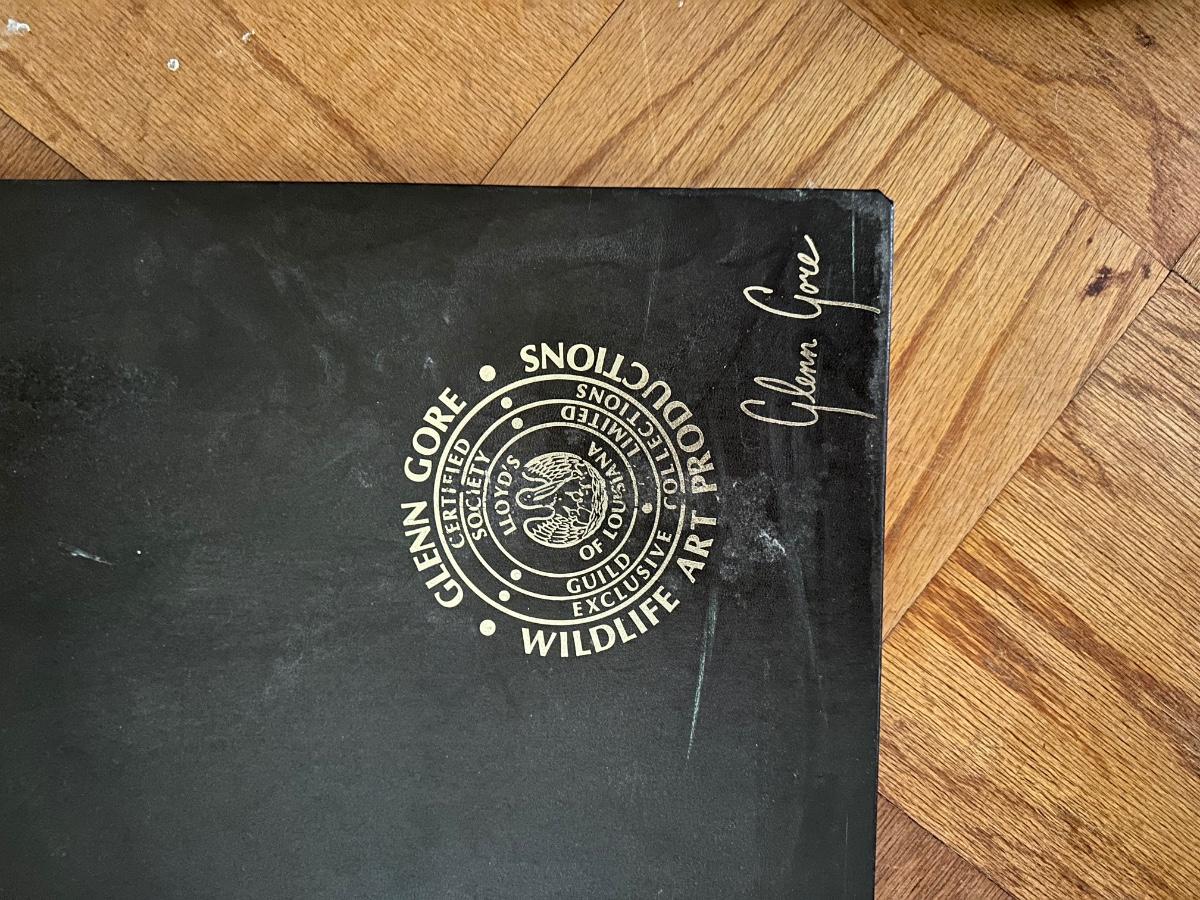 GLENN GORE
WILDLIFE ART PRODUCTIONS
CERTIFIED
EXCLUSIVE COLLECTIONS
SOCIETY
GUILD LIMITED
LLOYD'S
OF LOUISIANA
Glenn Gore